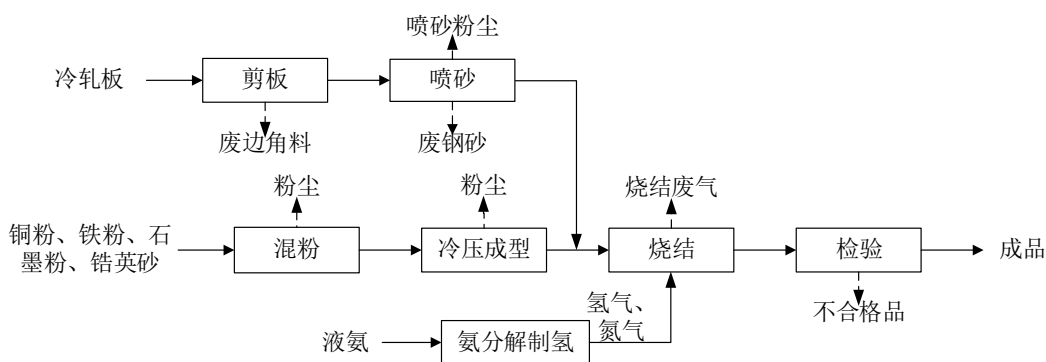 喷砂粉尘
冷轧板
剪板
喷砂
废边角料
废钢砂
粉尘
粉尘
烧结废气
铜粉、铁粉、石
墨粉、锆英砂
混粉
冷压成型
烧结
检验
成品
氢气、
氮气
不合格品
液氨
氨分解制氢